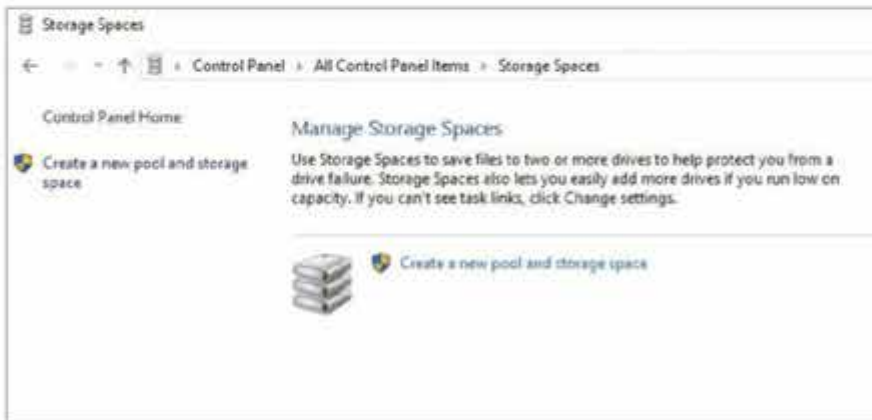 Storage Spaces
Control Panel › All Control Panel Items › Storage Spaces
Control Panel Home
Create a new pool and storage
space
Manage Storage Spaces
Use Storage Spaces to save files to two or more drives to help protect you from a
drive failure. Storage Spaces also lets you easily add more drives if you run low on
capacity. If you can't see task links, click Change settings.
Create a new pool and storage space